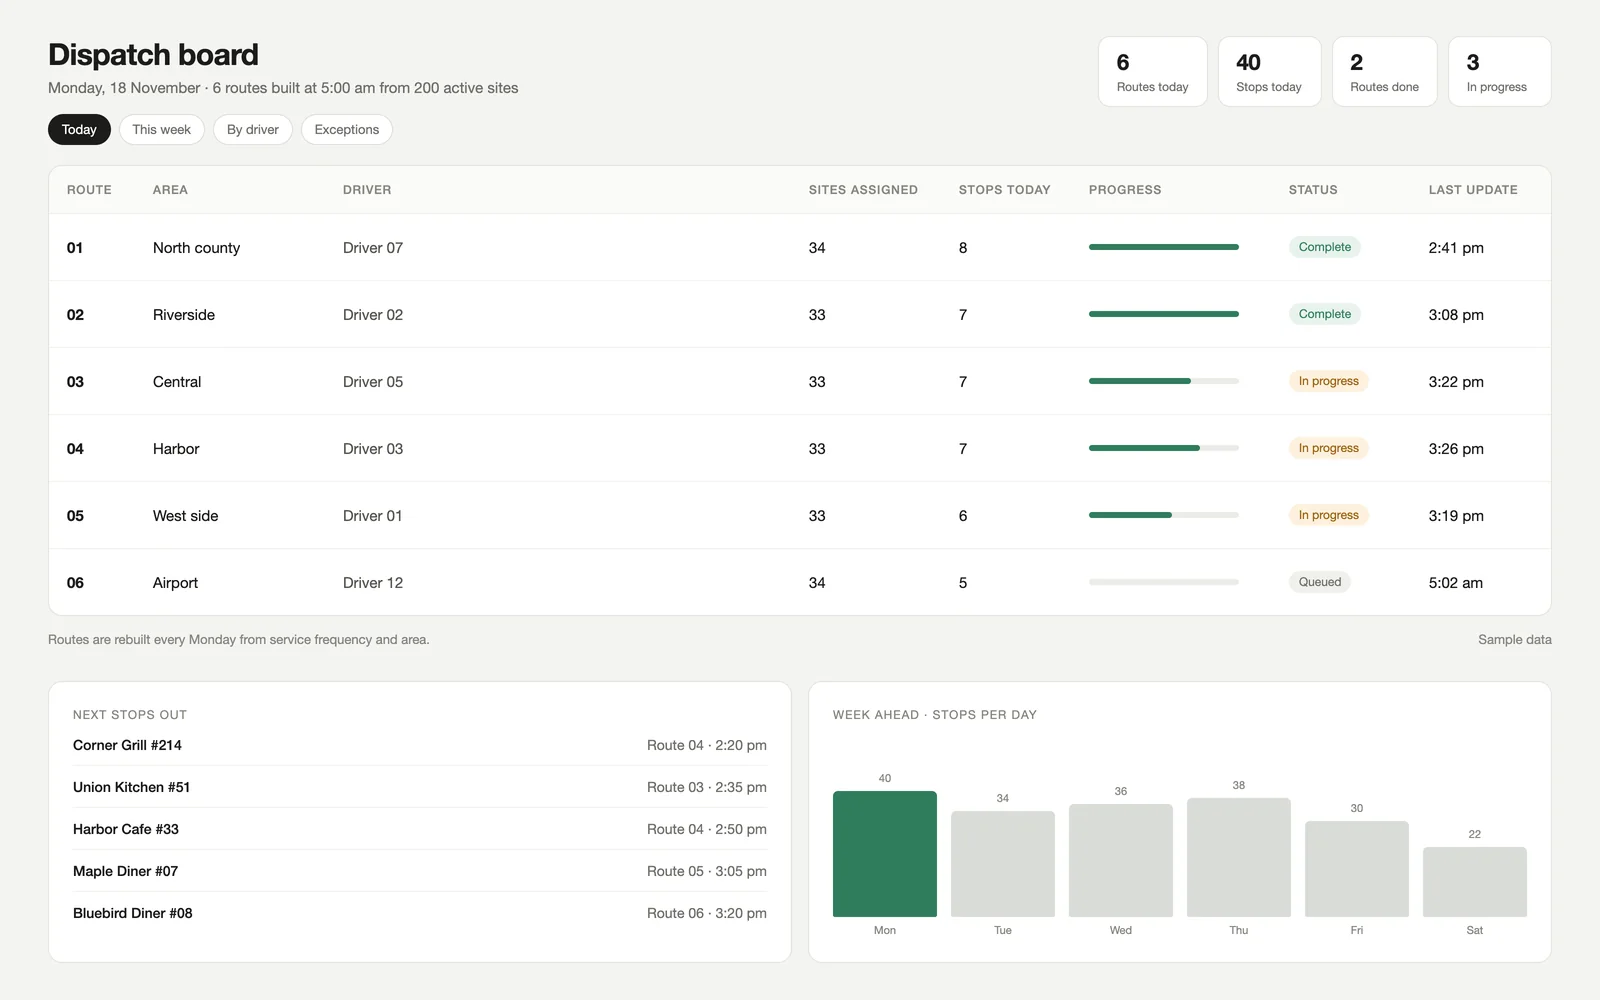 Dispatch board
Monday, 18 November · 6 routes built at 5:00 am from 200 active sites
6
Routes today
40
Stops today
2
Routes done
3
In progress
Today
This week
By driver
Exceptions
ROUTE AREA DRIVER SITES ASSIGNED STOPS TODAY PROGRESS STATUS LAST UPDATE
01 North county Driver 07 34 8 Complete 2:41 pm
02 Riverside Driver 02 33 7 Complete 3:08 pm
03 Central Driver 05 33 7 In progress 3:22 pm
04 Harbor Driver 03 33 7 In progress 3:26 pm
05 West side Driver 01 33 6 In progress 3:19 pm
06 Airport Driver 12 34 5 Queued 5:02 am
Routes are rebuilt every Monday from service frequency and area.
Sample data
NEXT STOPS OUT
Corner Grill #214 Route 04 · 2:20 pm
Union Kitchen #51 Route 03 · 2:35 pm
Harbor Cafe #33 Route 04 · 2:50 pm
Maple Diner #07 Route 05 · 3:05 pm
Bluebird Diner #08 Route 06 · 3:20 pm
WEEK AHEAD · STOPS PER DAY
40 34 36 38 30 22
Mon Tue Wed Thu Fri Sat